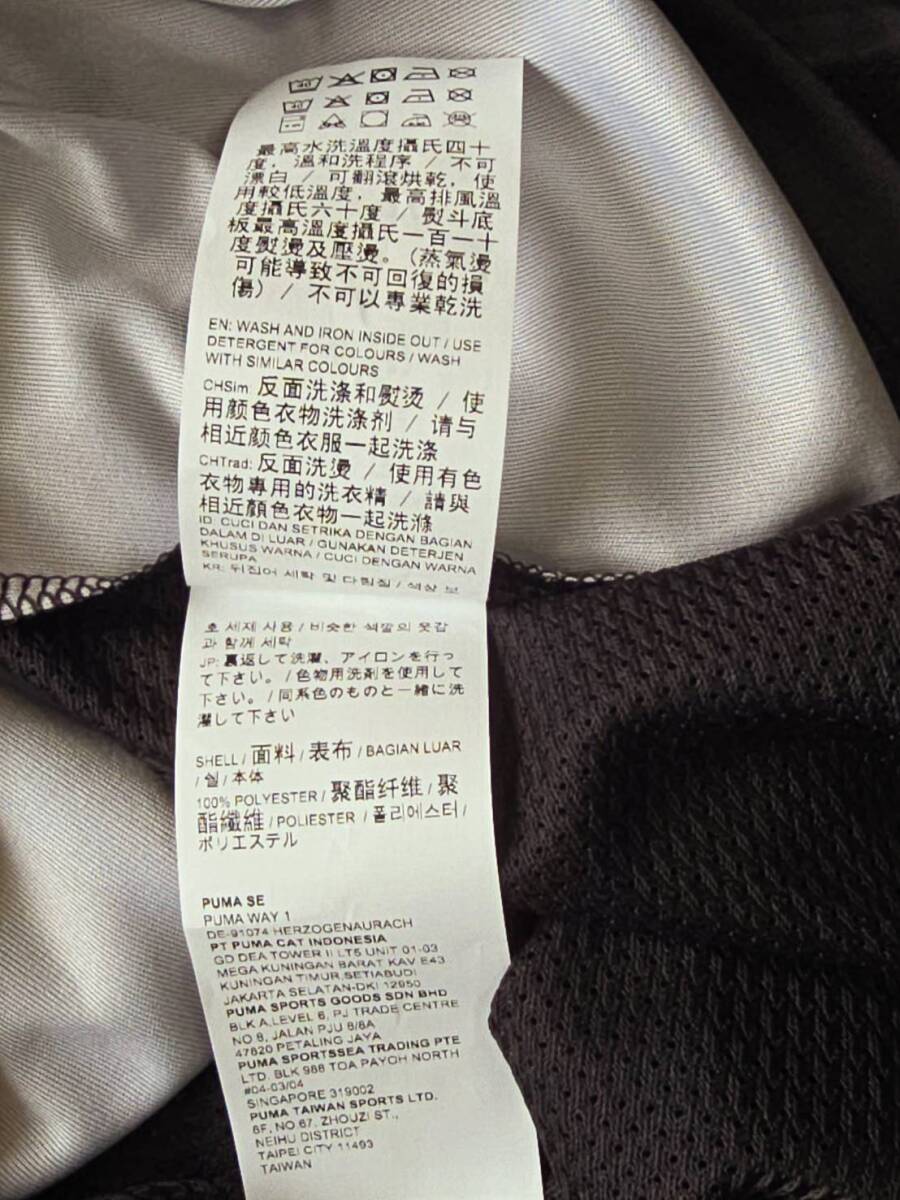 40
40
最高水洗溫度攝氏四十
度，溫和洗程序 / 不可
漂白 / 可翻滾烘乾，使
用較低溫度，最高排風溫
度攝氏六十度 / 熨斗底
板最高溫度攝氏一百一十
度熨燙及壓燙。(蒸氣燙
可能導致不可回復的損
傷) / 不可以專業乾洗
EN: WASH AND IRON INSIDE OUT / USE
DETERGENT FOR COLOURS / WASH
WITH SIMILAR COLOURS
CHSim 反面洗涤和熨烫 / 使
用颜色衣物洗涤剂 / 请与
相近颜色衣服一起洗涤
CHTrad: 反面洗燙 / 使用有色
衣物專用的洗衣精 / 請與
相近顏色衣物一起洗滌
ID: CUCI DAN SETRIKA DENGAN BAGIAN
DALAM DI LUAR / GUNAKAN DETERJEN
KHUSUS WARNA / CUCI DENGAN WARNA
SERUPA
KR: 뒤집어 세탁 및 다림질 / 색상 보
호 세제 사용 / 비슷한 색깔의 옷감
과 함께 세탁
JP: 裏返して洗濯、アイロンを行っ
て下さい。 / 色物用洗剤を使用して
下さい。 / 同系色のものと一緒に洗
濯して下さい
SHELL / 面料 / 表布 / BAGIAN LUAR
/ 쉘 / 本体
100% POLYESTER / 聚酯纤维 / 聚
酯纖維 / POLIESTER / 폴리에스터 /
ポリエステル
PUMA SE
PUMA WAY 1
DE-91074 HERZOGENAURACH
PT PUMA CAT INDONESIA
GD DEA TOWER II LT5 UNIT 01-03
MEGA KUNINGAN BARAT KAV E43
KUNINGAN TIMUR,SETIABUDI
JAKARTA SELATAN-DKI 12950
PUMA SPORTS GOODS SDN BHD
BLK A,LEVEL 6, PJ TRADE CENTRE
NO 8, JALAN PJU 8/8A
47820 PETALING JAYA
PUMA SPORTSSEA TRADING PTE
LTD. BLK 998 TOA PAYOH NORTH
#04-03/04
SINGAPORE 319002
PUMA TAIWAN SPORTS LTD.
6F, NO.67, ZHOUZI ST.,
NEIHU DISTRICT
TAIPEI CITY 11493
TAIWAN